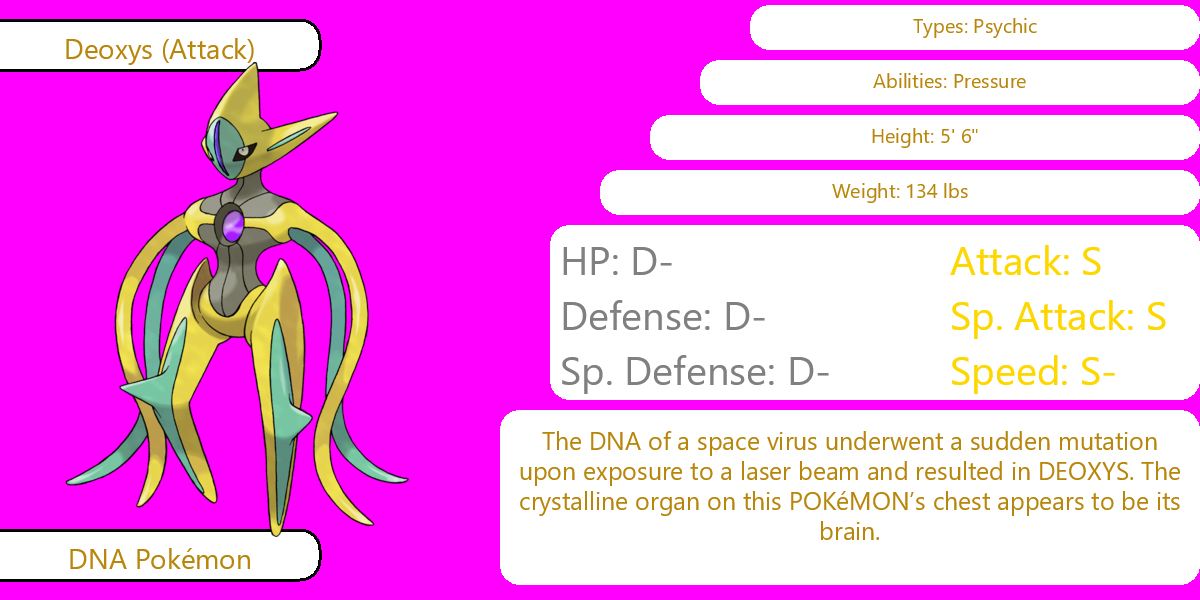 Deoxys (Attack)
DNA Pokémon
Types: Psychic
Abilities: Pressure
Height: 5' 6"
Weight: 134 lbs
HP: D-
Attack: S
Defense: D-
Sp. Attack: S
Sp. Defense: D-
Speed: S-
The DNA of a space virus underwent a sudden mutation
upon exposure to a laser beam and resulted in DEOXYS. The
crystalline organ on this POKéMON’s chest appears to be its
brain.